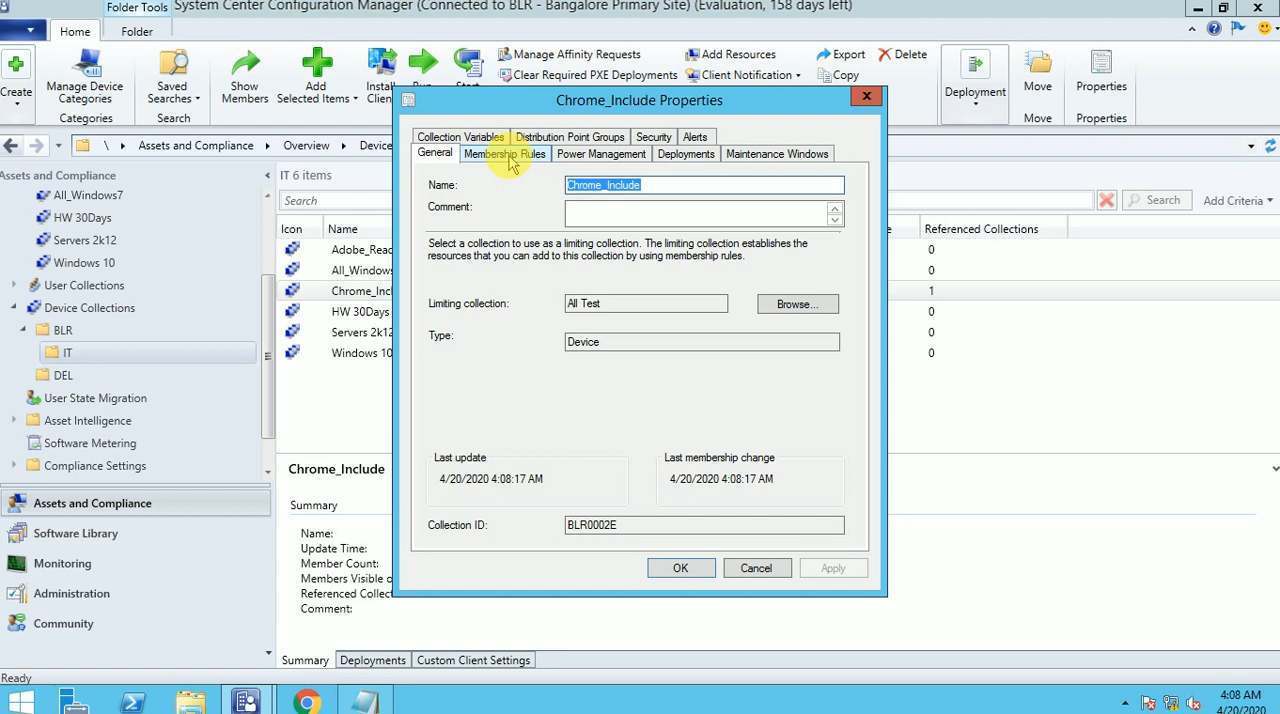 Folder Tools
System Center Configuration Manager (Connected to BLR - Bangalore Primary Site) (Evaluation, 158 days left)
Home
Folder
Create
Manage Device
Categories
Categories
Saved
Searches
Search
Show
Members
Add
Selected Items
Install
Start
Manage Affinity Requests
Clear Required PXE Deployments
Add Resources
Client Notification
Export
Copy
Delete
Deployment
Move
Move
Properties
Properties
\ Assets and Compliance Overview
Assets and Compliance
All_Windows7
HW 30Days
Servers 2k12
Windows 10
User Collections
Device Collections
BLR
IT
DEL
User State Migration
Asset Intelligence
Software Metering
Compliance Settings
Assets and Compliance
Software Library
Monitoring
Administration
Community
IT 6 items
Search
Search
Add Criteria
Icon Name
Referenced Collections
0
0
1
HW 30Days 0
Servers 2k12 0
Windows 10 0
Chrome_Include Properties
Collection Variables Distribution Point Groups Security Alerts
General Membership Rules Power Management Deployments Maintenance Windows
Name: Chrome_Include
Comment:
Select a collection to use as a limiting collection. The limiting collection establishes the
resources that you can add to this collection by using membership rules.
Limiting collection: All Test Browse...
Type: Device
Last update
4/20/2020 4:08:17 AM
Last membership change
4/20/2020 4:08:17 AM
Collection ID: BLR0002E
OK Cancel Apply
Chrome_Include
Summary
Name:
Update Time:
Member Count:
Members Visible
Referenced
Comment:
Summary Deployments Custom Client Settings
Ready
4:08 AM
4/20/2020